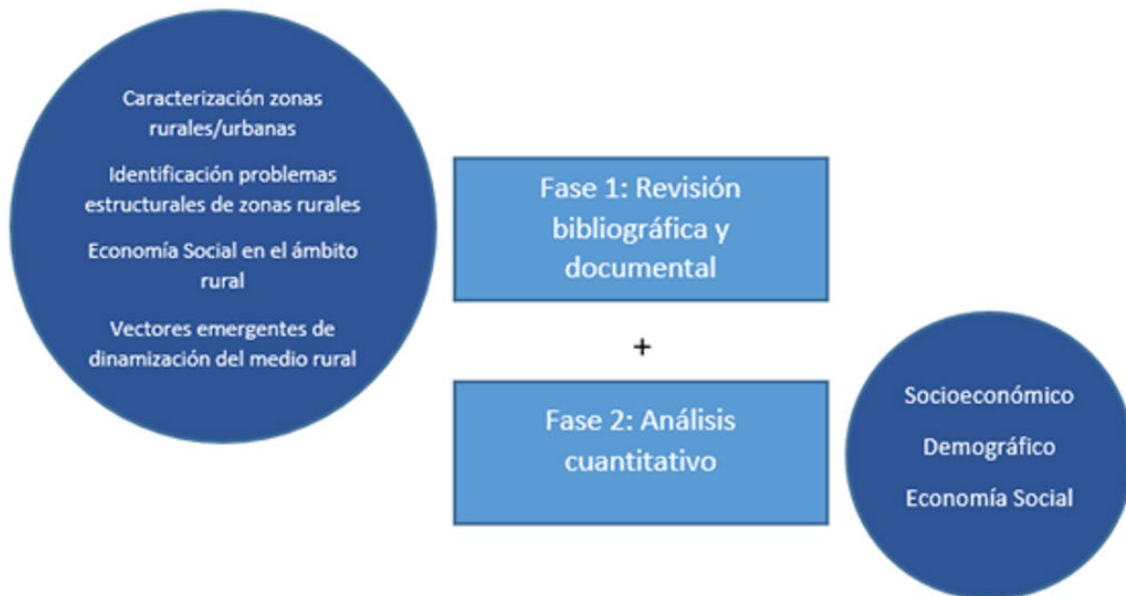 Caracterización zonas
rurales/urbanas
Identificación problemas
estructurales de zonas rurales
Economía Social en el ámbito
rural
Vectores emergentes de
dinamización del medio rural
Fase 1: Revisión
bibliográfica y
documental
+
Fase 2: Análisis
cuantitativo
Socioeconómico
Demográfico
Economía Social